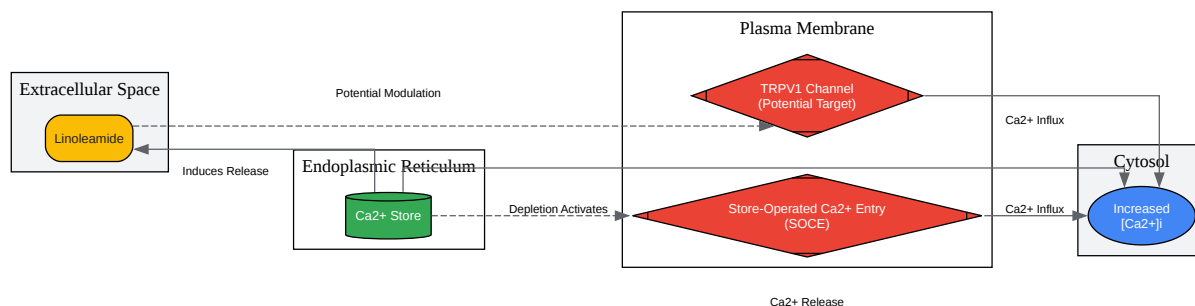 Plasma Membrane
Extracellular Space
TRPV1 Channel
(Potential Target)
Potential Modulation
Ca2+ Influx
Linoleamide
Induces Release
Endoplasmic Reticulum
Cytosol
Ca2+ Store
Depletion Activates
Store-Operated Ca2+ Entry
(SOCE)
Ca2+ Influx
Increased
[Ca2+]i
Ca2+ Release